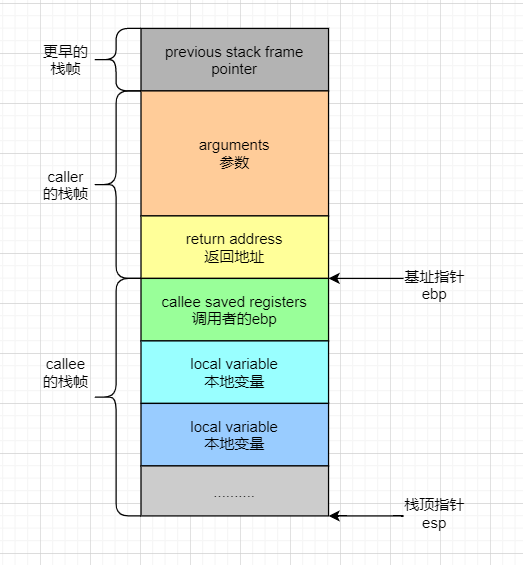 更早的
栈帧
previous stack frame
pointer
arguments
参数
caller
的栈帧
return address
返回地址
基址指针
ebp
callee saved registers
调用者的ebp
callee
的栈帧
local variable
本地变量
local variable
本地变量
..........
栈顶指针
esp